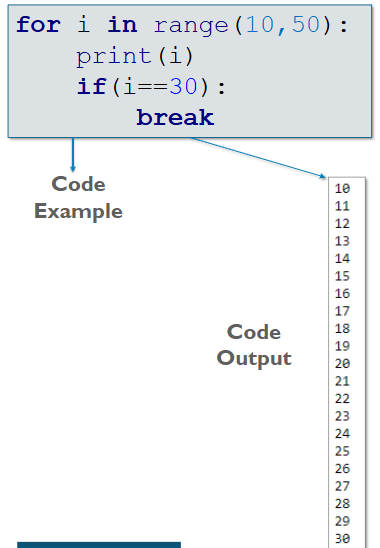 for i in range(10,50):
print(i)
if(i==30):
break
Code
Example
Code
Output
10
11
12
13
14
15
16
17
18
19
20
21
22
23
24
25
26
27
28
29
30